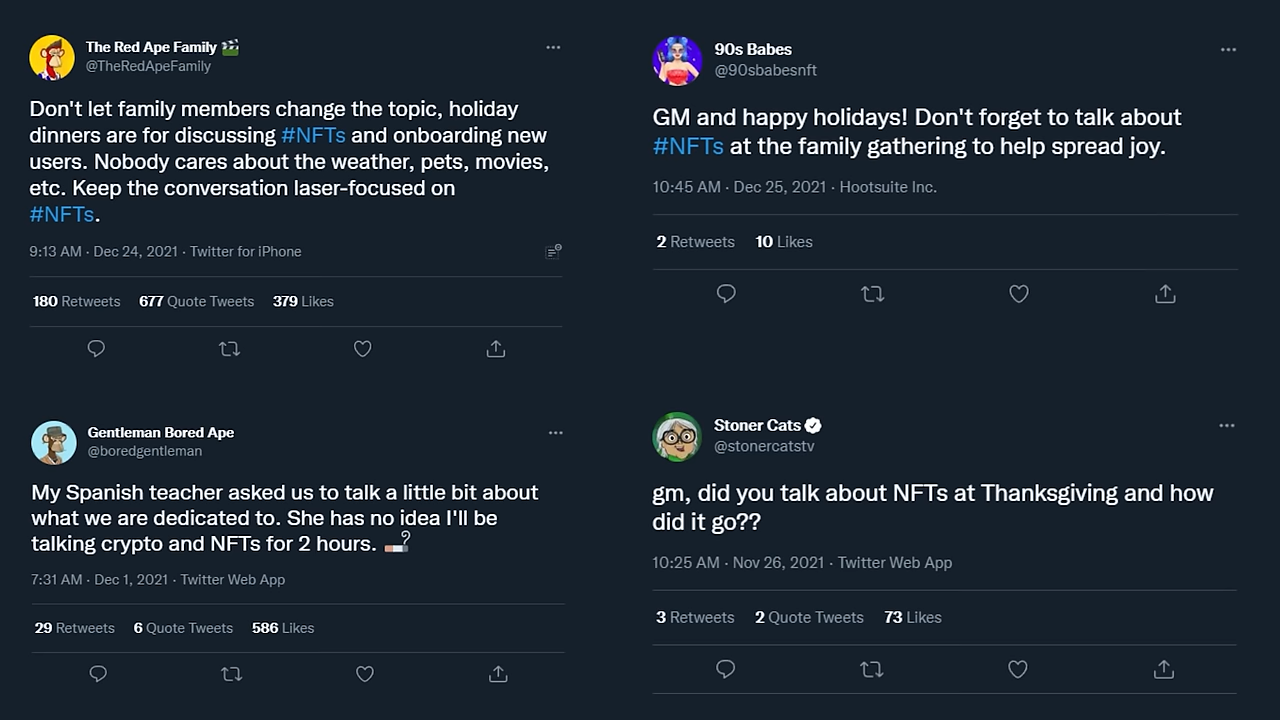 The Red Ape Family
@TheRedApeFamily
Don't let family members change the topic, holiday
dinners are for discussing #NFTs and onboarding new
users. Nobody cares about the weather, pets, movies,
etc. Keep the conversation laser-focused on
#NFTs.
9:13 AM · Dec 24, 2021 · Twitter for iPhone
180 Retweets 677 Quote Tweets 379 Likes
90s Babes
@90sbabesnft
GM and happy holidays! Don't forget to talk about
#NFTs at the family gathering to help spread joy.
10:45 AM · Dec 25, 2021 · Hootsuite Inc.
2 Retweets 10 Likes
Gentleman Bored Ape
@boredgentleman
My Spanish teacher asked us to talk a little bit about
what we are dedicated to. She has no idea I'll be
talking crypto and NFTs for 2 hours. 🚬
7:31 AM · Dec 1, 2021 · Twitter Web App
29 Retweets 6 Quote Tweets 586 Likes
Stoner Cats
@stonercatstv
gm, did you talk about NFTs at Thanksgiving and how
did it go??
10:25 AM · Nov 26, 2021 · Twitter Web App
3 Retweets 2 Quote Tweets 73 Likes